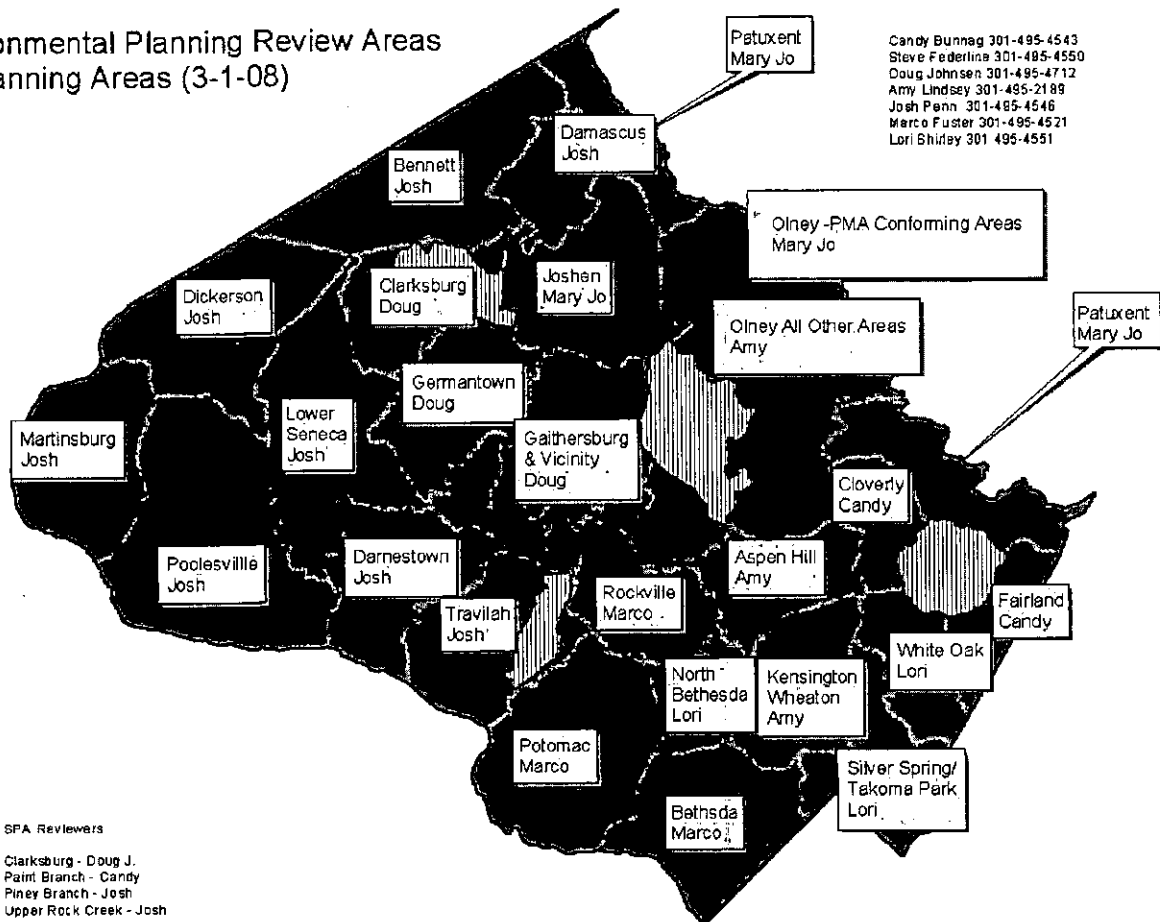 onmental Planning Review Areas
anning Areas (3-1-08)
Candy Bunnag 301-495-4543
Steve Federline 301-495-4550
Doug Johnsen 301-495-4712
Amy Lindsey 301-495-2189
Josh Penn 301-495-4546
Marco Fuster 301-495-4521
Lori Shirley 301 495-4551
Patuxent
Mary Jo
Damascus
Josh
Bennett
Josh
Olney -PMA Conforming Areas
Mary Jo
Dickerson
Josh
Clarksburg
Doug
Joshen
Mary Jo
Olney All Other Areas
Amy
Patuxent
Mary Jo
Germantown
Doug
Martinsburg
Josh
Lower
Seneca
Josh
Gaithersburg
& Vicinity
Doug
Cloverly
Candy
Poolesvillle
Josh
Darnestown
Josh
Aspen Hill
Amy
Travilah
Josh
Rockville
Marco
Fairland
Candy
White Oak
Lori
North
Bethesda
Lori
Kensington
Wheaton
Amy
Potomac
Marco
Silver Spring/
Takoma Park
Lori
Bethsda
Marco
SPA Reviewers
Clarksburg - Doug J.
Paint Branch - Candy
Piney Branch - Josh
Upper Rock Creek - Josh